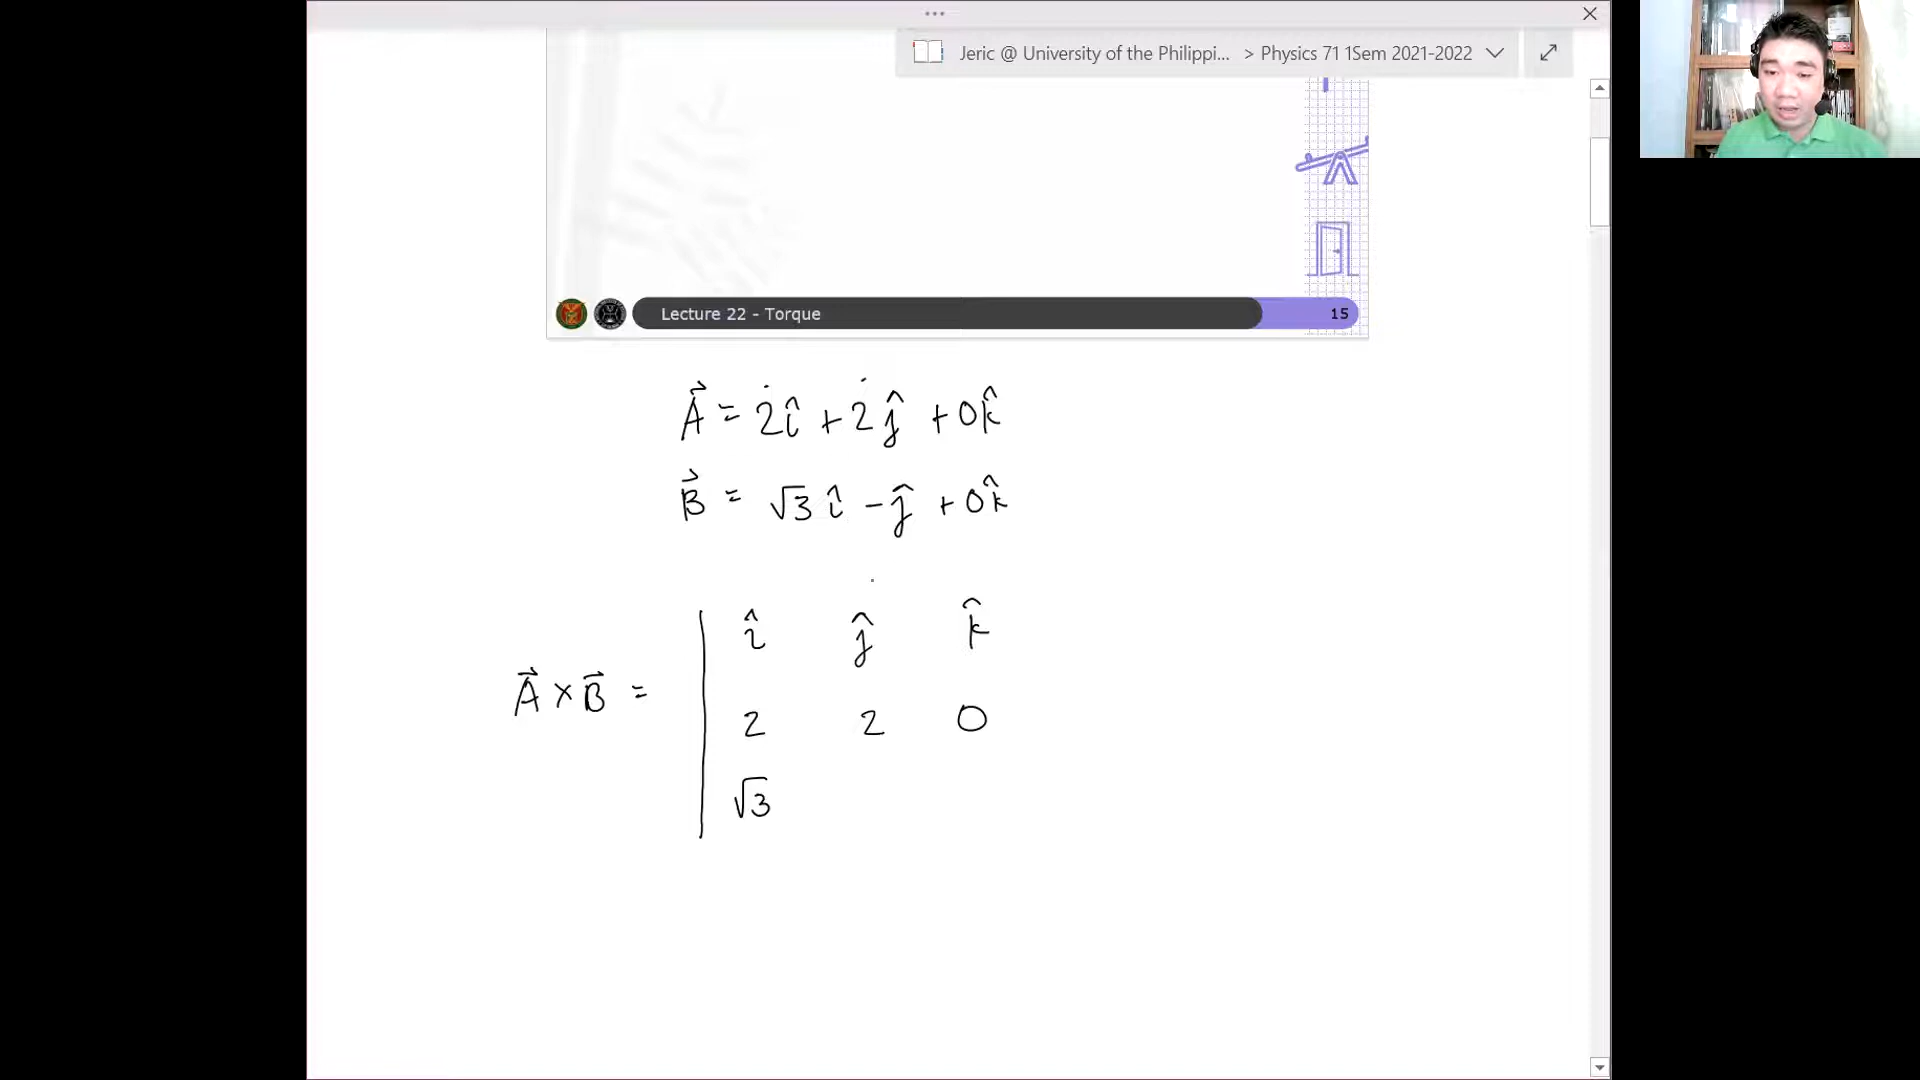 Jeric @ University of the Philippi... > Physics 71 1Sem 2021-2022
Lecture 22 - Torque 15
A⃗ = 2î + 2ĵ + 0k̂
B⃗ = √3 î - ĵ + 0k̂
î ĵ k̂
A⃗ × B⃗ =
2 2 0
√3